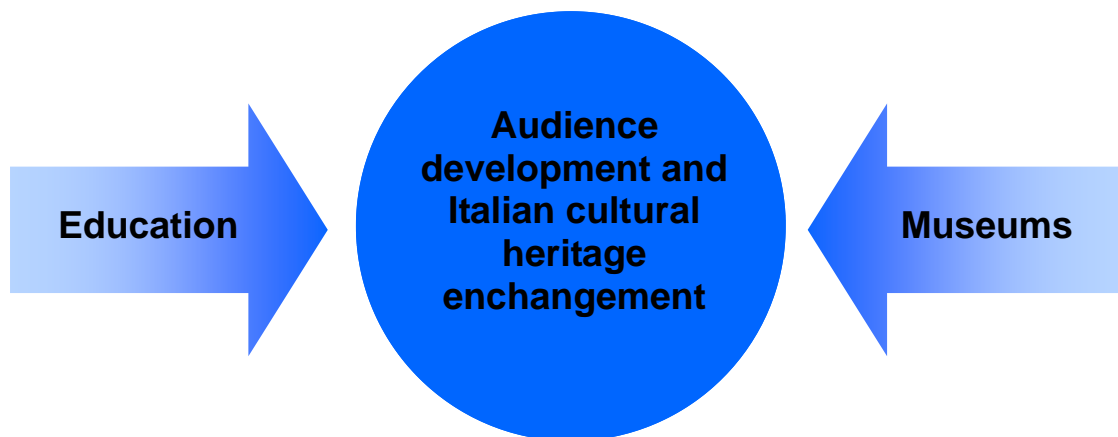 Education
Audience
development and
Italian cultural
heritage
enchangement
Museums